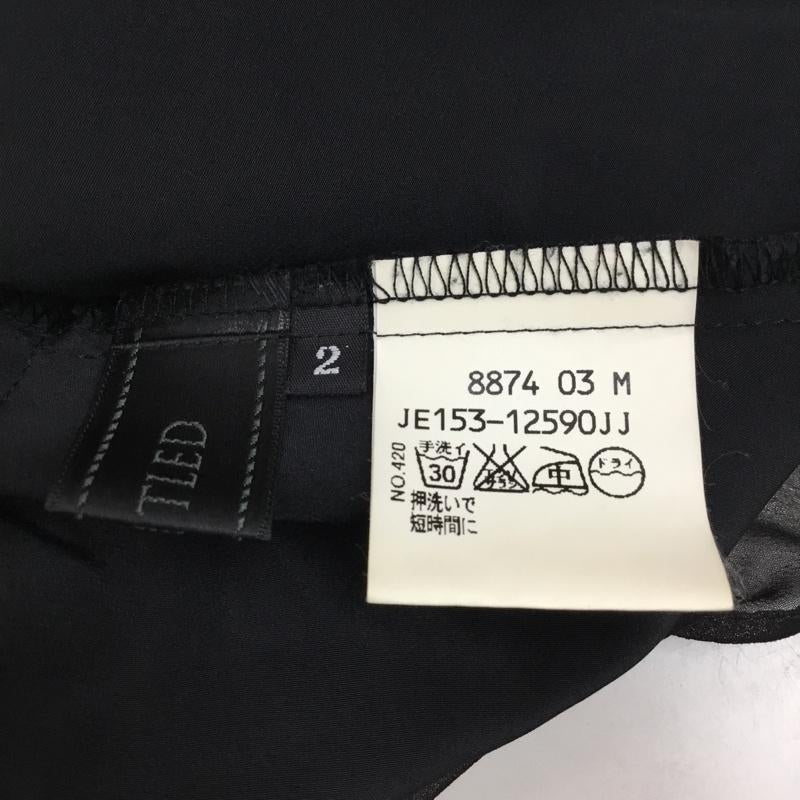 TLED
2
8874 03 M
JE153-12590JJ
NO.420
手洗イ
30
中
ドライ
押洗いで
短時間に